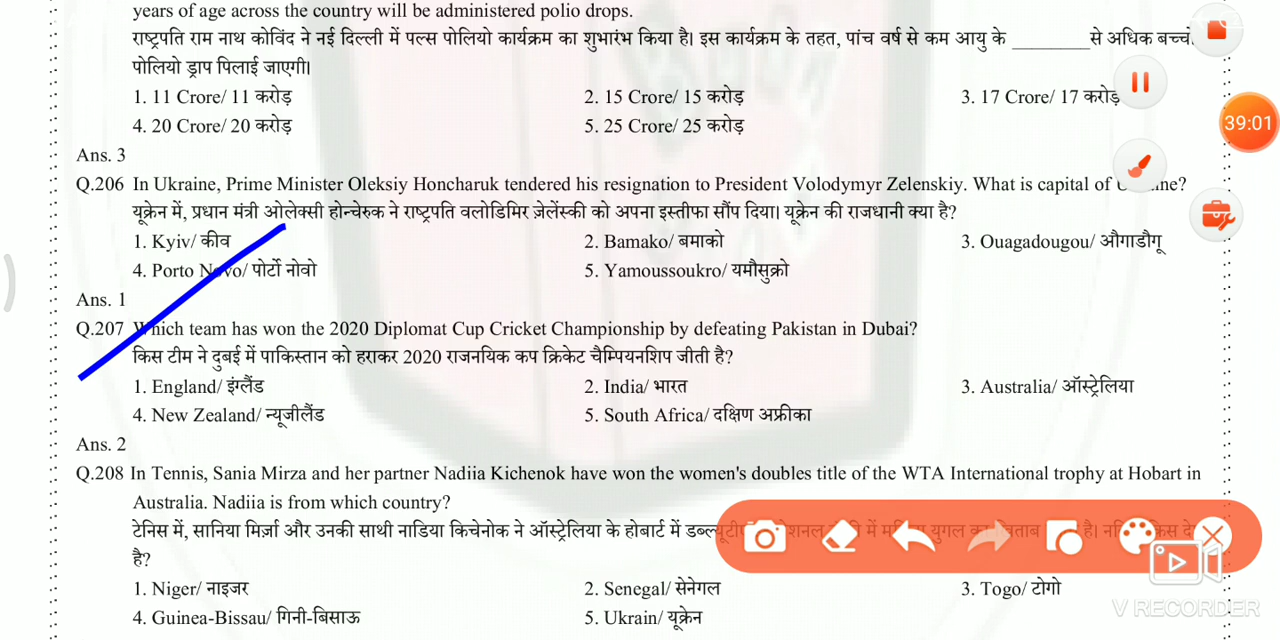 years of age across the country will be administered polio drops.
राष्ट्रपति राम नाथ कोविंद ने नई दिल्ली में पल्स पोलियो कार्यक्रम का शुभारंभ किया है। इस कार्यक्रम के तहत, पांच वर्ष से कम आयु के ________से अधिक बच्चों
पोलियो ड्राप पिलाई जाएगी।
1. 11 Crore/ 11 करोड़ 2. 15 Crore/ 15 करोड़ 3. 17 Crore/ 17 करोड़
4. 20 Crore/ 20 करोड़ 5. 25 Crore/ 25 करोड़
39:01
Ans. 3
Q.206 In Ukraine, Prime Minister Oleksiy Honcharuk tendered his resignation to President Volodymyr Zelenskiy. What is capital of
यूक्रेन में, प्रधान मंत्री ओलेक्सी होन्चेरुक ने राष्ट्रपति वलोडिमिर ज़ेलेंस्की को अपना इस्तीफा सौंप दिया। यूक्रेन की राजधानी क्या है?
1. Kyiv/ कीव 2. Bamako/ बमाको 3. Ouagadougou/ औगाडौगू
4. Porto Novo/ पोर्टो नोवो 5. Yamoussoukro/ यमौसुक्रो
Ans. 1
Q.207 Which team has won the 2020 Diplomat Cup Cricket Championship by defeating Pakistan in Dubai?
किस टीम ने दुबई में पाकिस्तान को हराकर 2020 राजनयिक कप क्रिकेट चैम्पियनशिप जीती है?
1. England/ इंग्लैंड 2. India/ भारत 3. Australia/ ऑस्ट्रेलिया
4. New Zealand/ न्यूजीलैंड 5. South Africa/ दक्षिण अफ्रीका
Ans. 2
Q.208 In Tennis, Sania Mirza and her partner Nadiia Kichenok have won the women's doubles title of the WTA International trophy at Hobart in
Australia. Nadiia is from which country?
टेनिस में, सानिया मिर्ज़ा और उनकी साथी नाडिया किचेनोक ने ऑस्ट्रेलिया के होबार्ट में
है?
1. Niger/ नाइजर 2. Senegal/ सेनेगल 3. Togo/ टोगो
4. Guinea-Bissau/ गिनी-बिसाऊ 5. Ukrain/ यूक्रेन
V RECORDER